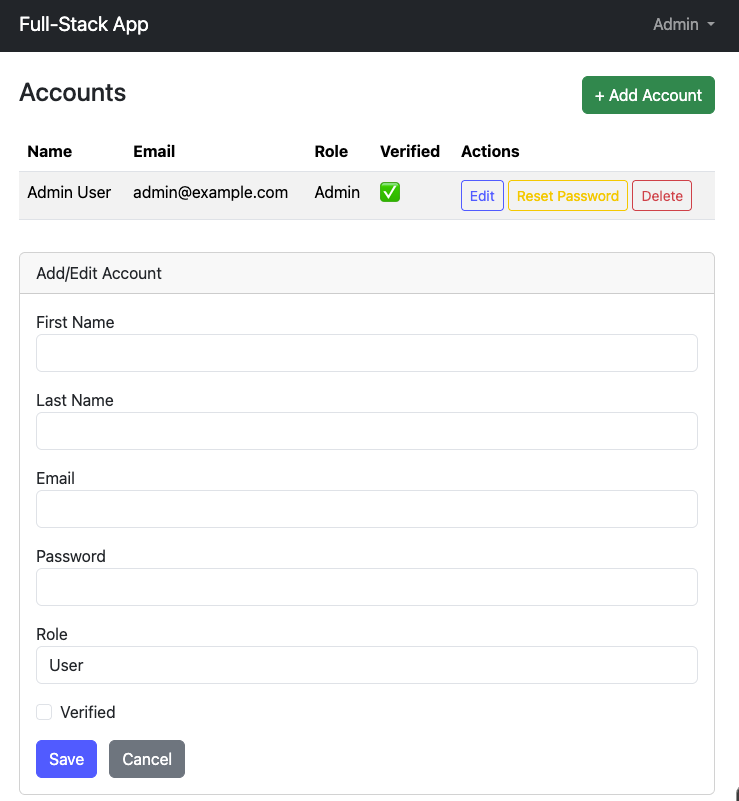 Full-Stack App Admin
Accounts
+ Add Account
Name Email Role Verified Actions
Admin User admin@example.com Admin ✅ Edit Reset Password Delete
Add/Edit Account
First Name
Last Name
Email
Password
Role
User
Verified
Save Cancel